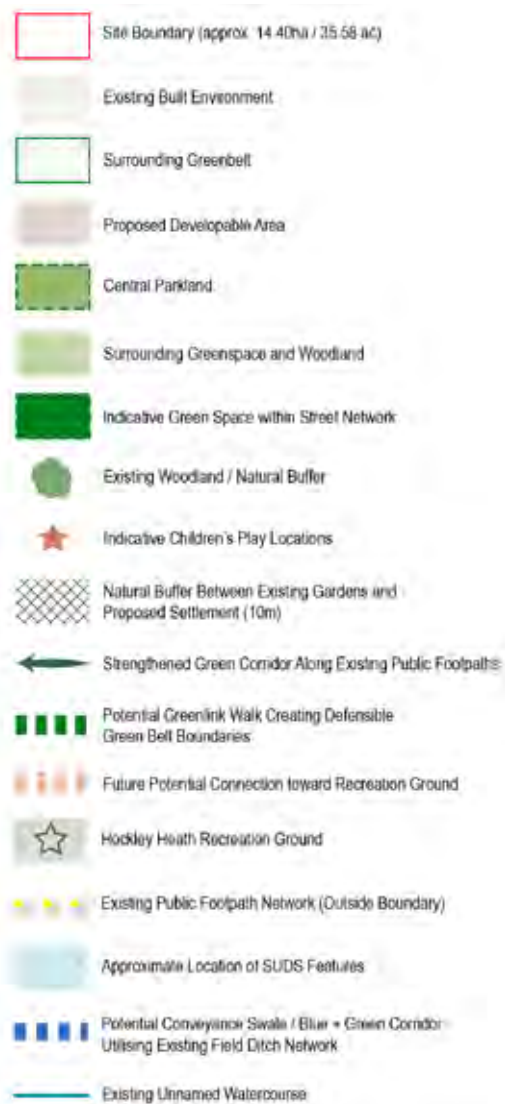 Site Boundary (approx. 14.40ha / 35.58 ac)
Existing Built Environment
Surrounding Greenbelt
Proposed Developable Area
Central Parkland
Surrounding Greenspace and Woodland
Indicative Green Space within Street Network
Existing Woodland / Natural Buffer
Indicative Children's Play Locations
Natural Buffer Between Existing Gardens and
Proposed Settlement (10m)
Strengthened Green Corridor Along Existing Public Footpaths
Potential Greenlink Walk Creating Defensible
Green Belt Boundaries
Future Potential Connection toward Recreation Ground
Hockley Heath Recreation Ground
Existing Public Footpath Network (Outside Boundary)
Approximate Location of SUDS Features
Potential Conveyance Swale / Blue + Green Corridor
Utilising Existing Field Ditch Network
Existing Unnamed Watercourse